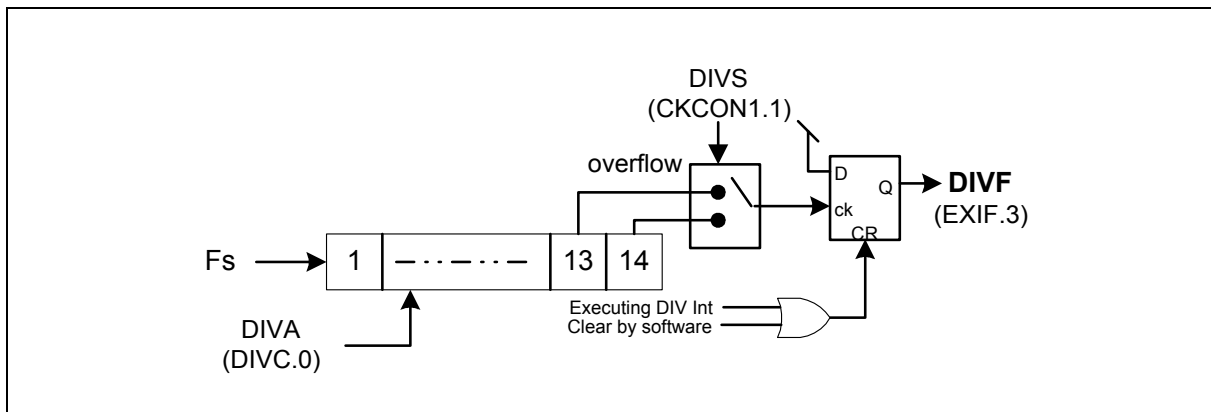 DIVS
(CKCON1.1)
overflow
D
Q
ck
CR
DIVF
(EXIF.3)
Fs
1
13
14
Executing DIV Int
Clear by software
DIVA
(DIVC.0)